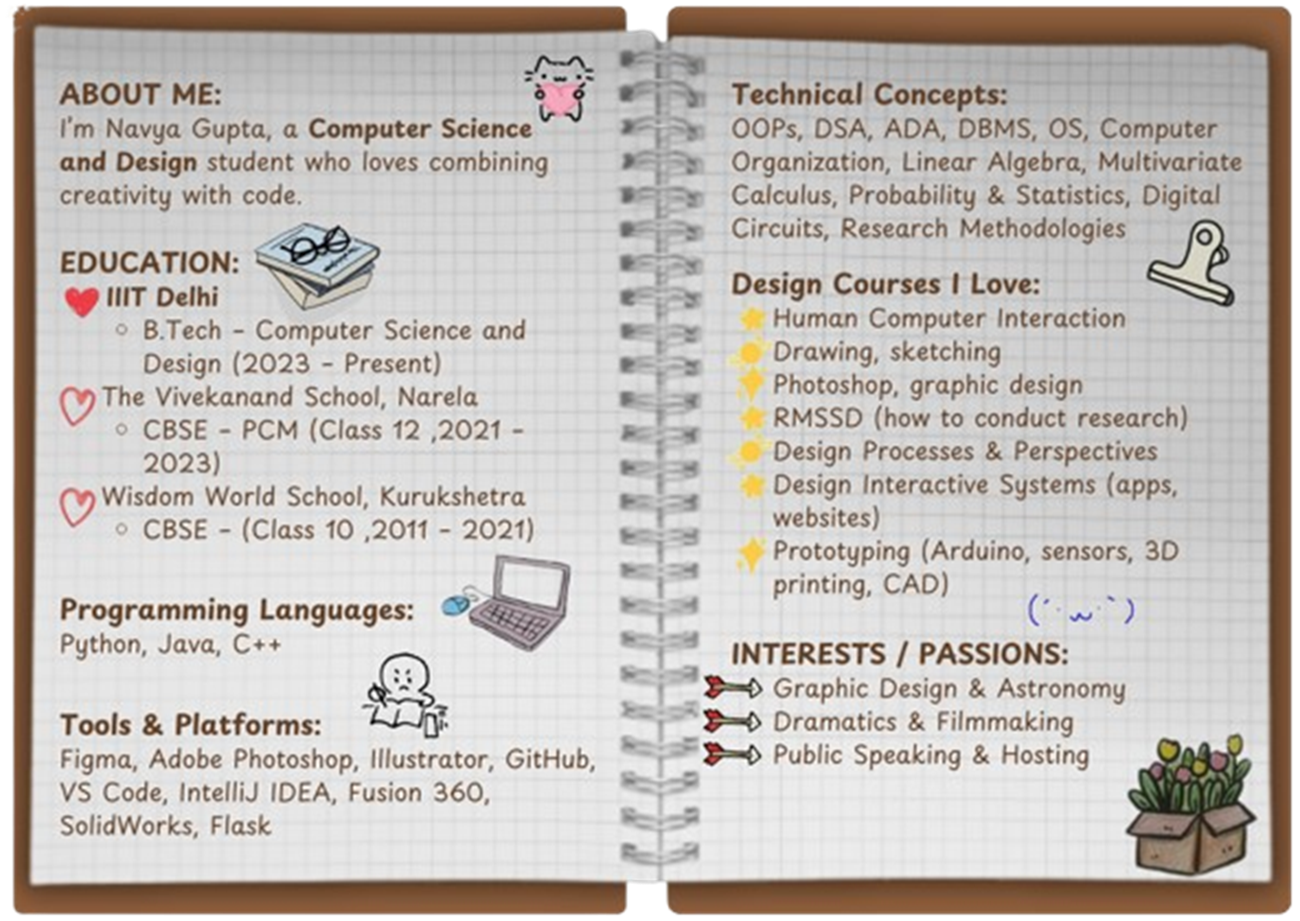 ABOUT ME:
I'm Navya Gupta, a Computer Science
and Design student who loves combining
creativity with code.
EDUCATION:
IIIT Delhi
B.Tech - Computer Science and
Design (2023 - Present)
The Vivekanand School, Narela
CBSE - PCM (Class 12 ,2021 -
2023)
Wisdom World School, Kurukshetra
CBSE - (Class 10 ,2011 - 2021)
Programming Languages:
Python, Java, C++
Tools & Platforms:
Figma, Adobe Photoshop, Illustrator, GitHub,
VS Code, IntelliJ IDEA, Fusion 360,
SolidWorks, Flask
Technical Concepts:
OOPs, DSA, ADA, DBMS, OS, Computer
Organization, Linear Algebra, Multivariate
Calculus, Probability & Statistics, Digital
Circuits, Research Methodologies
Design Courses I Love:
Human Computer Interaction
Drawing, sketching
Photoshop, graphic design
RMSSD (how to conduct research)
Design Processes & Perspectives
Design Interactive Systems (apps,
websites)
Prototyping (Arduino, sensors, 3D
printing, CAD)
INTERESTS / PASSIONS:
Graphic Design & Astronomy
Dramatics & Filmmaking
Public Speaking & Hosting